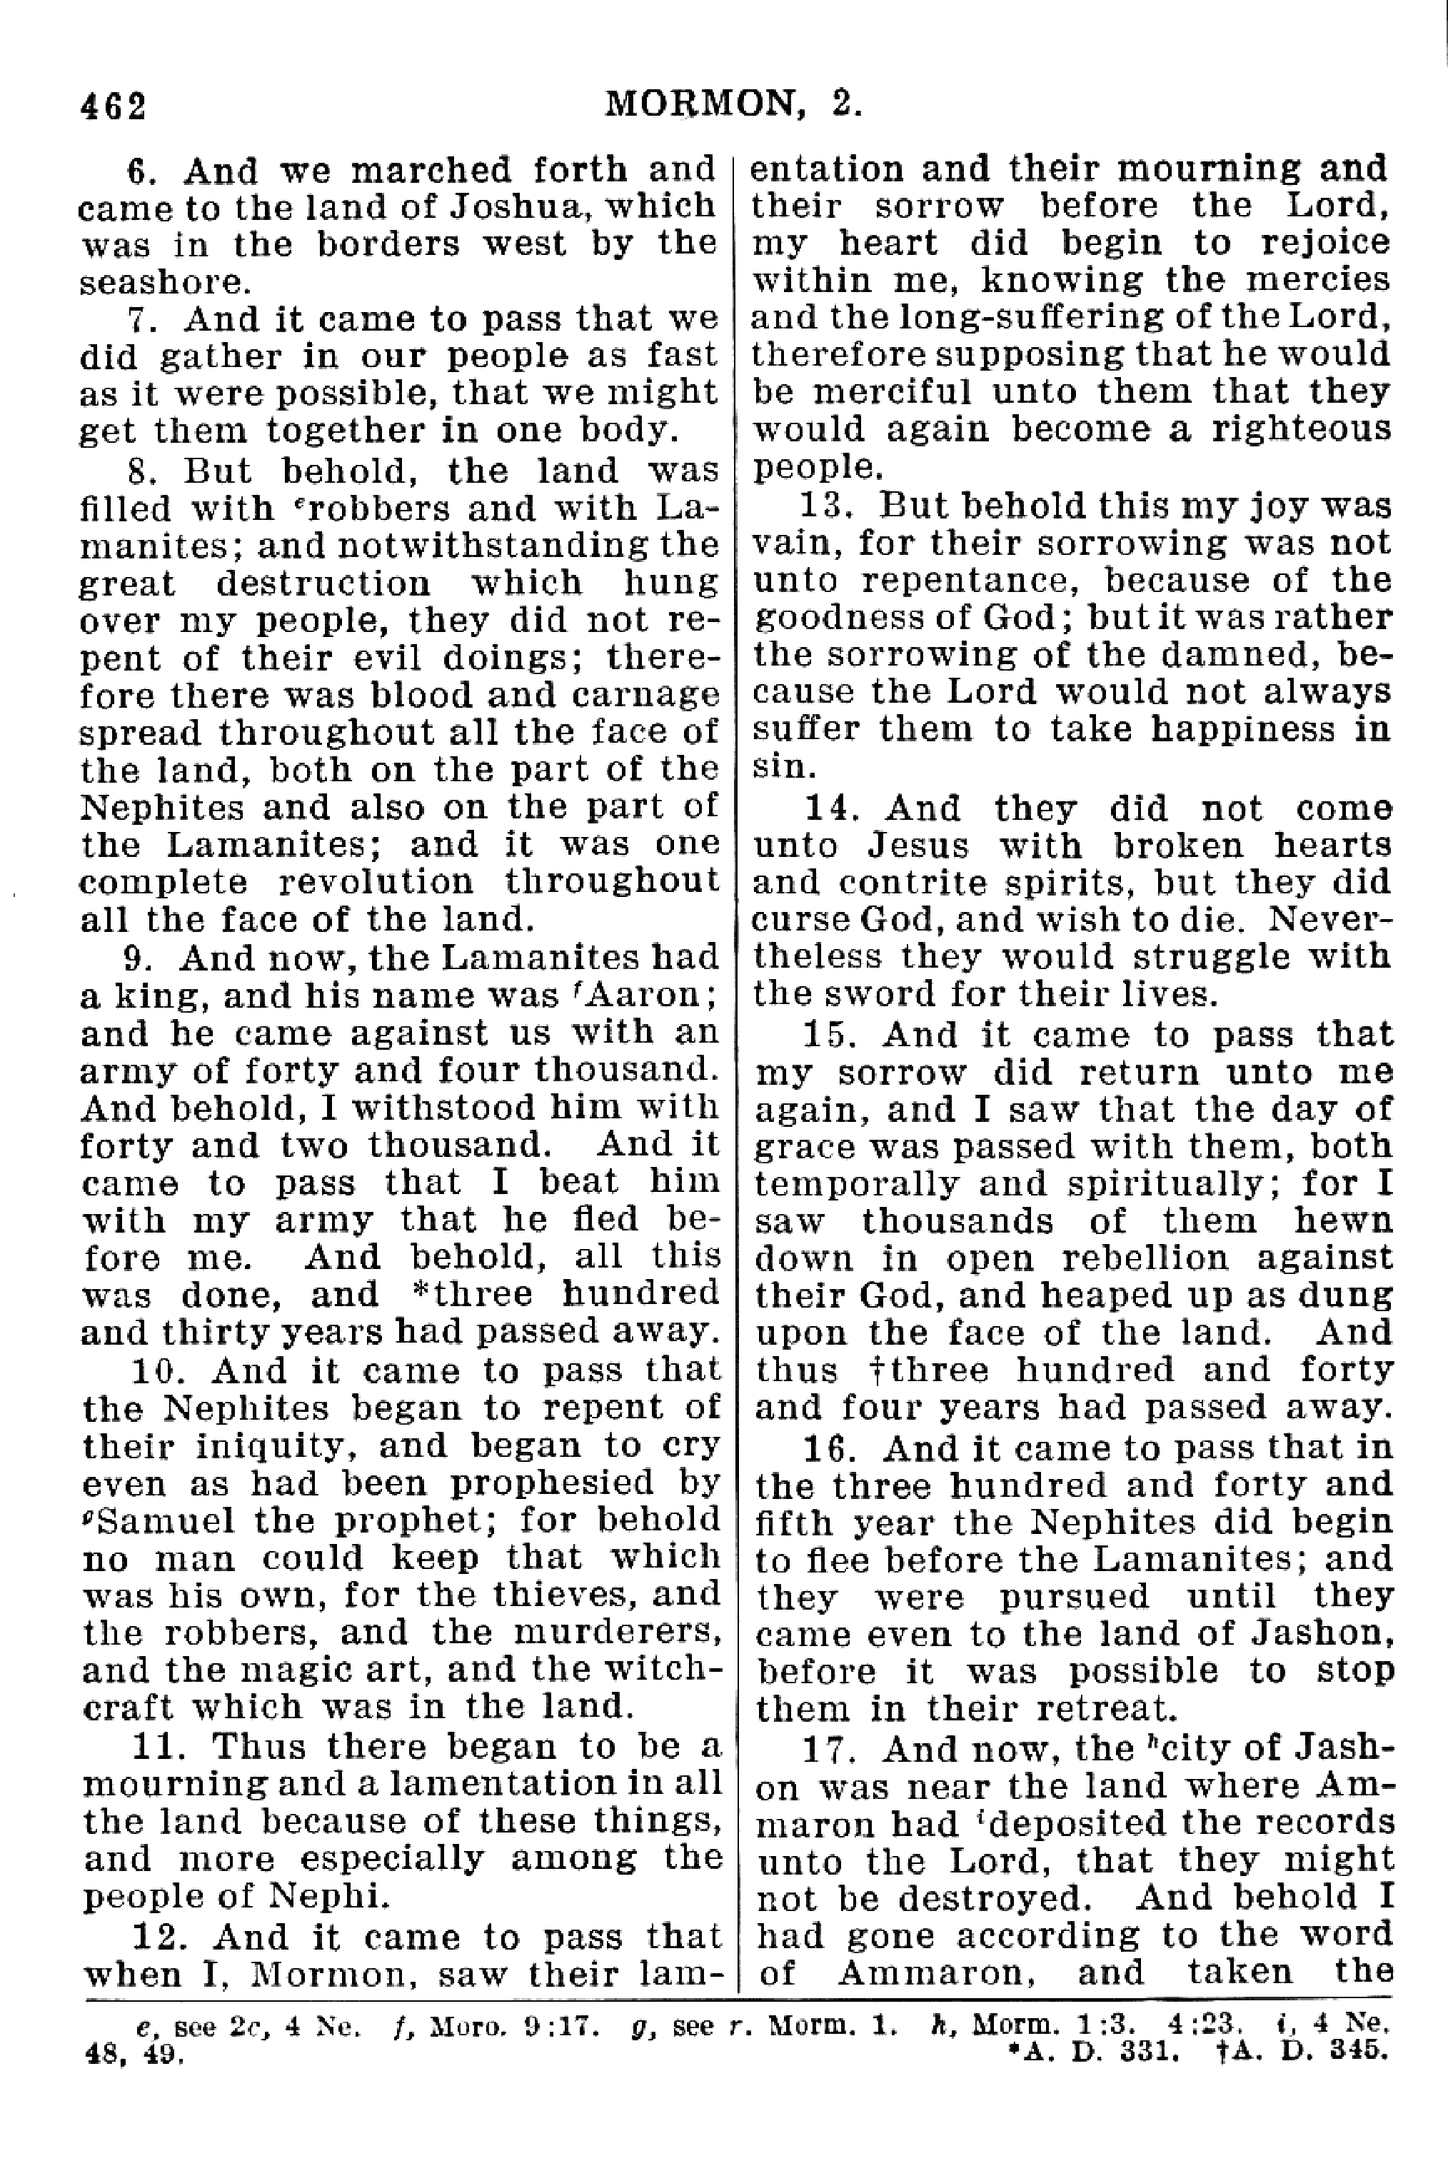 462
MORMON, 2.
6. And we marched forth and
came to the land of Joshua, which
was in the borders west by the
seashore.
7. And it came to pass that we
did gather in our people as fast
as it were possible, that we might
get them together in one body.
8. But behold, the land was
filled with erobbers and with La-
manites; and notwithstanding the
great destruction which hung
over my people, they did not re-
pent of their evil doings; there-
fore there was blood and carnage
spread throughout all the face of
the land, both on the part of the
Nephites and also on the part of
the Lamanites; and it was one
complete revolution throughout
all the face of the land.
9. And now, the Lamanites had
a king, and his name was fAaron;
and he came against us with an
army of forty and four thousand.
And behold, I withstood him with
forty and two thousand. And it
came to pass that I beat him
with my army that he fled be-
fore me. And behold, all this
was done, and *three hundred
and thirty years had passed away.
10. And it came to pass that
the Nephites began to repent of
their iniquity, and began to cry
even as had been prophesied by
gSamuel the prophet; for behold
no man could keep that which
was his own, for the thieves, and
the robbers, and the murderers,
and the magic art, and the witch-
craft which was in the land.
11. Thus there began to be a
mourning and a lamentation in all
the land because of these things,
and more especially among the
people of Nephi.
12. And it came to pass that
when I, Mormon, saw their lam-
entation and their mourning and
their sorrow before the Lord,
my heart did begin to rejoice
within me, knowing the mercies
and the long-suffering of the Lord,
therefore supposing that he would
be merciful unto them that they
would again become a righteous
people.
13. But behold this my joy was
vain, for their sorrowing was not
unto repentance, because of the
goodness of God; but it was rather
the sorrowing of the damned, be-
cause the Lord would not always
suffer them to take happiness in
sin.
14. And they did not come
unto Jesus with broken hearts
and contrite spirits, but they did
curse God, and wish to die. Never-
theless they would struggle with
the sword for their lives.
15. And it came to pass that
my sorrow did return unto me
again, and I saw that the day of
grace was passed with them, both
temporally and spiritually; for I
saw thousands of them hewn
down in open rebellion against
their God, and heaped up as dung
upon the face of the land. And
thus †three hundred and forty
and four years had passed away.
16. And it came to pass that in
the three hundred and forty and
fifth year the Nephites did begin
to flee before the Lamanites; and
they were pursued until they
came even to the land of Jashon,
before it was possible to stop
them in their retreat.
17. And now, the hcity of Jash-
on was near the land where Am-
maron had ideposited the records
unto the Lord, that they might
not be destroyed. And behold I
had gone according to the word
of Ammaron, and taken the
e, see 2c, 4 Ne. f, Moro. 9:17. g, see r. Morm. 1. h, Morm. 1:3. 4:23. i, 4 Ne.
48, 49. *A. D. 331. †A. D. 345.